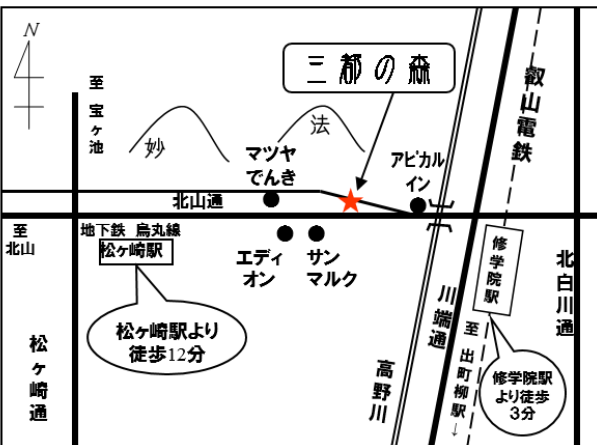 N
至
宝ヶ池
妙
法
三都の森
叡山電鉄
マツヤ
でんき
アピカル
イン
北山通
至
北山
地下鉄 烏丸線
松ヶ崎駅
エディ
オン
サン
マルク
修学院駅
北白川通
松ヶ崎駅より
徒歩12分
松ヶ崎通
川端通
高野川
至 出町柳駅→
修学院駅
より徒歩
3分